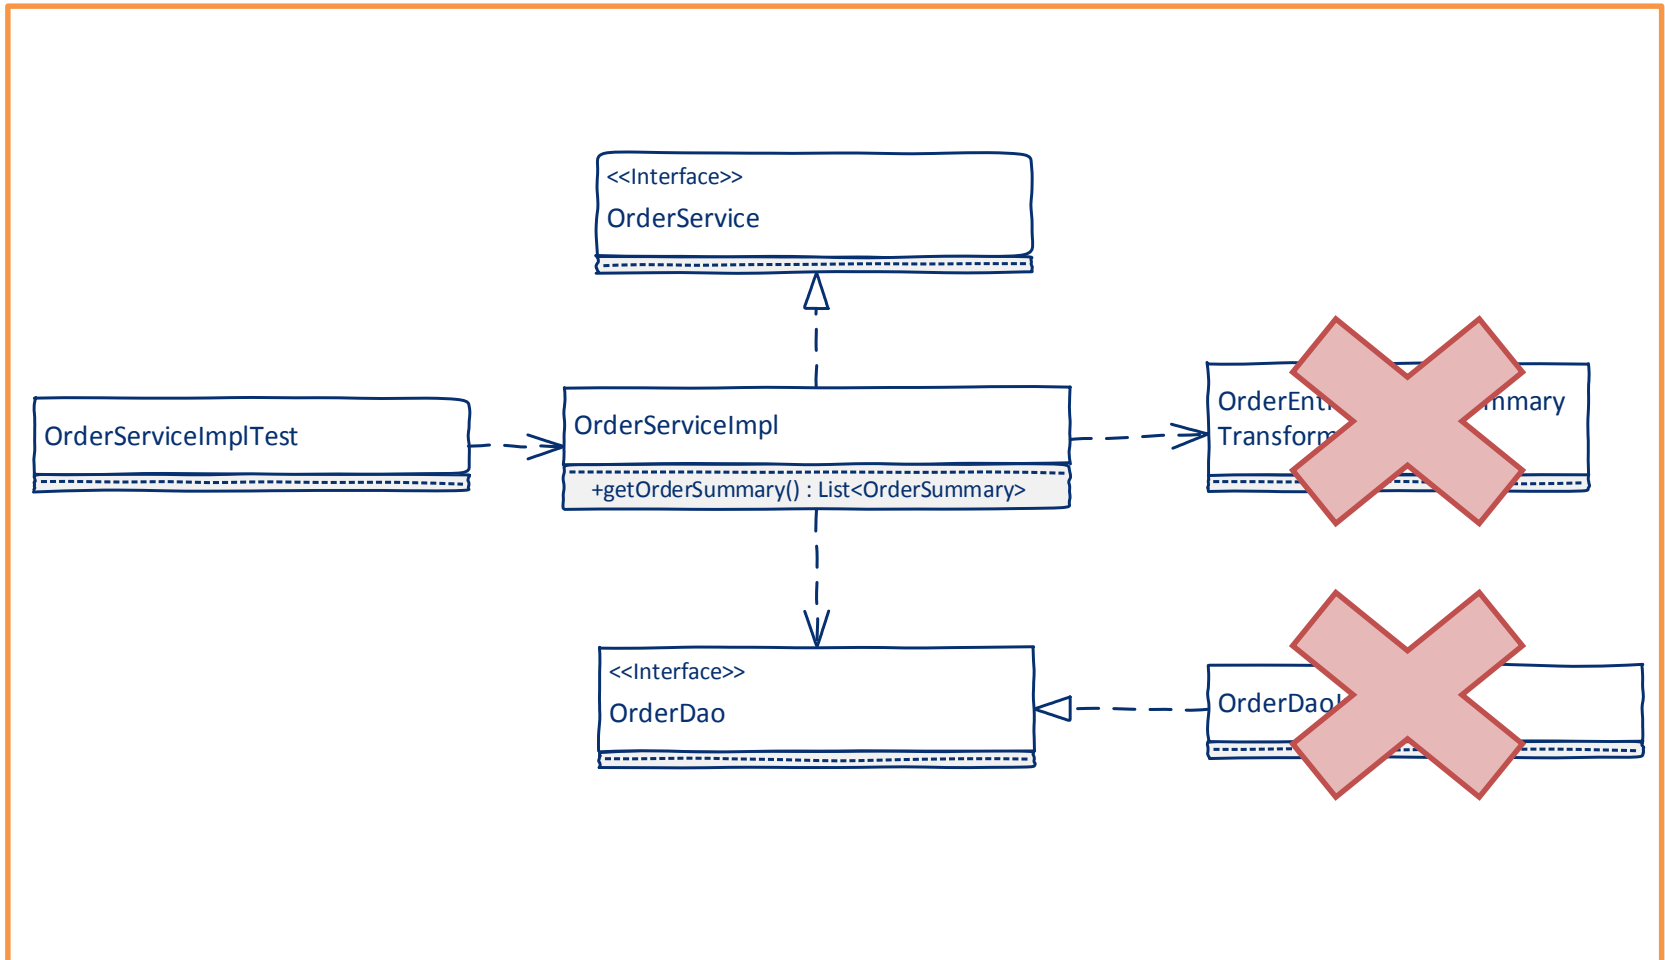 <<Interface>>
OrderService
OrderServiceImplTest
OrderServiceImpl
+getOrderSummary() : List<OrderSummary>
<<Interface>>
OrderDao